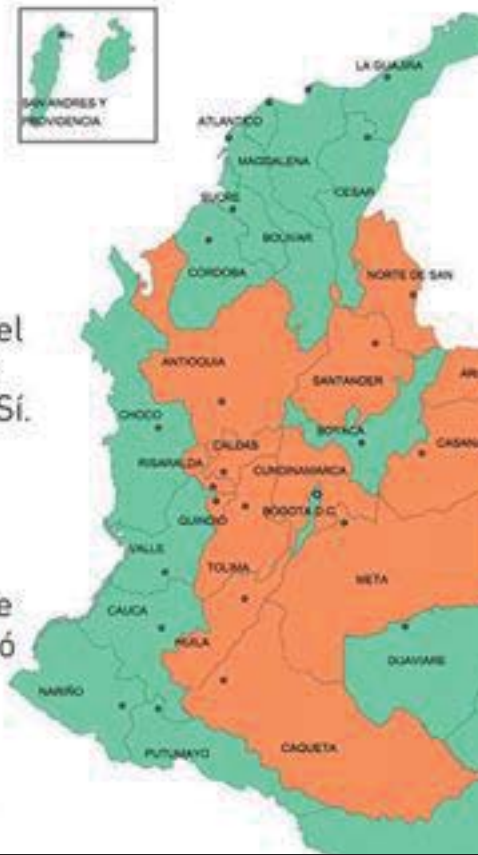 SAN ANDRES Y
PROVIDENCIA
LA GUAJIRA
ATLANTICO
MAGDALENA
CESAR
SUCRE
BOLIVAR
CORDOBA
NORTE DE SAN
el
Sí.
ANTIOQUIA
SANTANDER
AR
CHOCO
BOYACA
CASANA
CALDAS
RISARALDA
CUNDINAMARCA
BOGOTA D.C.
QUINDIO
VALLE
TOLIMA
META
e
CAUCA
ó
HUILA
GUAVIARE
NARIÑO
PUTUMAYO
CAQUETA